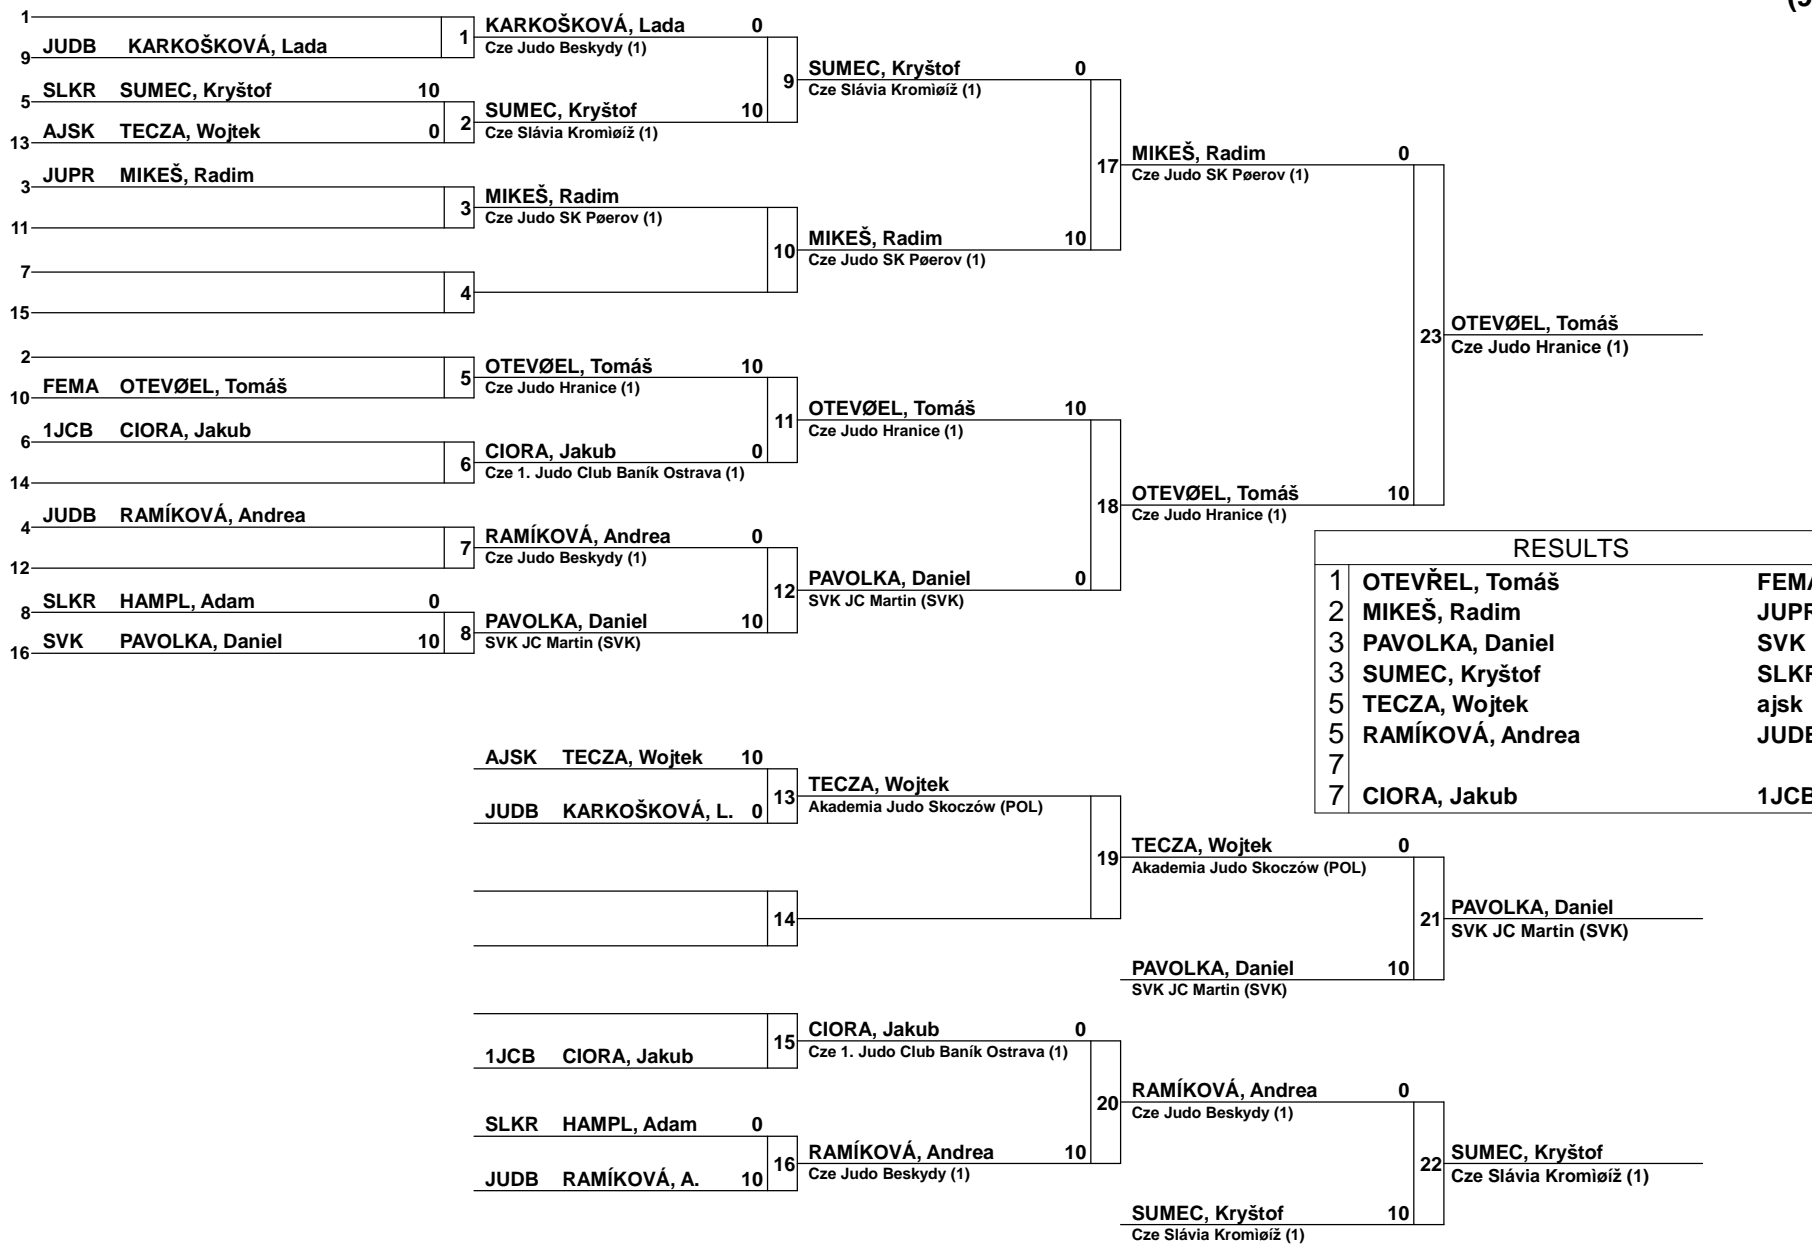 (9
1
JUDB KARKOŠKOVÁ, Lada
9
1
KARKOŠKOVÁ, Lada 0
Cze Judo Beskydy (1)
5 SLKR SUMEC, Kryštof 10
13 AJSK TECZA, Wojtek 0
2
SUMEC, Kryštof 10
Cze Slávia Kromìøíž (1)
9
SUMEC, Kryštof 0
Cze Slávia Kromìøíž (1)
3 JUPR MIKEŠ, Radim
11
3
MIKEŠ, Radim
Cze Judo SK Pøerov (1)
7
15
4
10
MIKEŠ, Radim 10
Cze Judo SK Pøerov (1)
17
MIKEŠ, Radim 0
Cze Judo SK Pøerov (1)
2
10 FEMA OTEVØEL, Tomáš
5
OTEVØEL, Tomáš 10
Cze Judo Hranice (1)
6 1JCB CIORA, Jakub
14
6
CIORA, Jakub 0
Cze 1. Judo Club Baník Ostrava (1)
11
OTEVØEL, Tomáš 10
Cze Judo Hranice (1)
4 JUDB RAMÍKOVÁ, Andrea
12
7
RAMÍKOVÁ, Andrea 0
Cze Judo Beskydy (1)
8 SLKR HAMPL, Adam 0
16 SVK PAVOLKA, Daniel 10
8
PAVOLKA, Daniel 10
SVK JC Martin (SVK)
12
PAVOLKA, Daniel 0
SVK JC Martin (SVK)
18
OTEVØEL, Tomáš 10
Cze Judo Hranice (1)
23
OTEVØEL, Tomáš
Cze Judo Hranice (1)
RESULTS
1 OTEVŘEL, Tomáš FEMA
2 MIKEŠ, Radim JUPR
3 PAVOLKA, Daniel SVK
3 SUMEC, Kryštof SLKR
5 TECZA, Wojtek ajsk
5 RAMÍKOVÁ, Andrea JUDB
7
7 CIORA, Jakub 1JCB
AJSK TECZA, Wojtek 10
JUDB KARKOŠKOVÁ, L. 0
13
TECZA, Wojtek
Akademia Judo Skoczów (POL)
14
19
TECZA, Wojtek 0
Akademia Judo Skoczów (POL)
PAVOLKA, Daniel 10
SVK JC Martin (SVK)
21
PAVOLKA, Daniel
SVK JC Martin (SVK)
1JCB CIORA, Jakub
15
CIORA, Jakub 0
Cze 1. Judo Club Baník Ostrava (1)
SLKR HAMPL, Adam 0
JUDB RAMÍKOVÁ, A. 10
16
RAMÍKOVÁ, Andrea 10
Cze Judo Beskydy (1)
20
RAMÍKOVÁ, Andrea 0
Cze Judo Beskydy (1)
SUMEC, Kryštof 10
Cze Slávia Kromìøíž (1)
22
SUMEC, Kryštof
Cze Slávia Kromìøíž (1)